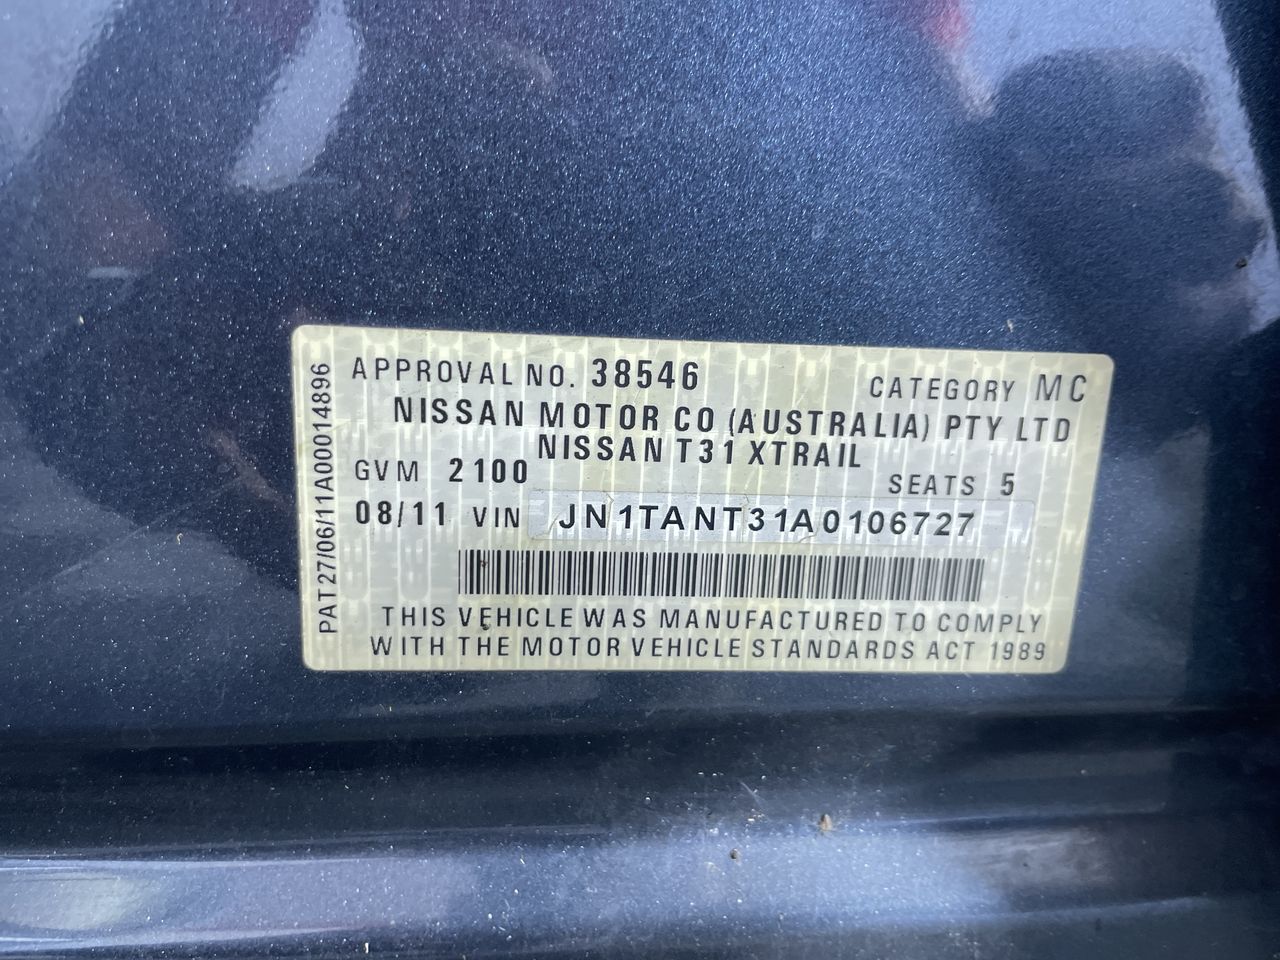 APPROVAL NO. 38546 CATEGORY MC
NISSAN MOTOR CO (AUSTRALIA) PTY LTD
NISSAN T31 XTRAIL
GVM 2100 SEATS 5
08/11 VIN JN1TANT31A0106727
THIS VEHICLE WAS MANUFACTURED TO COMPLY
WITH THE MOTOR VEHICLE STANDARDS ACT 1989
PAT27/06/11A00014896